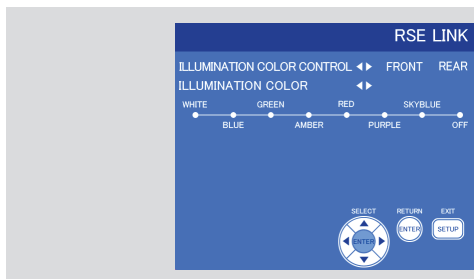 RSE LINK
ILLUMINATION COLOR CONTROL ◀▶ FRONT REAR
ILLUMINATION COLOR ◀▶
WHITE GREEN RED SKYBLUE
BLUE AMBER PURPLE OFF
SELECT RETURN EXIT
ENTER ENTER SETUP